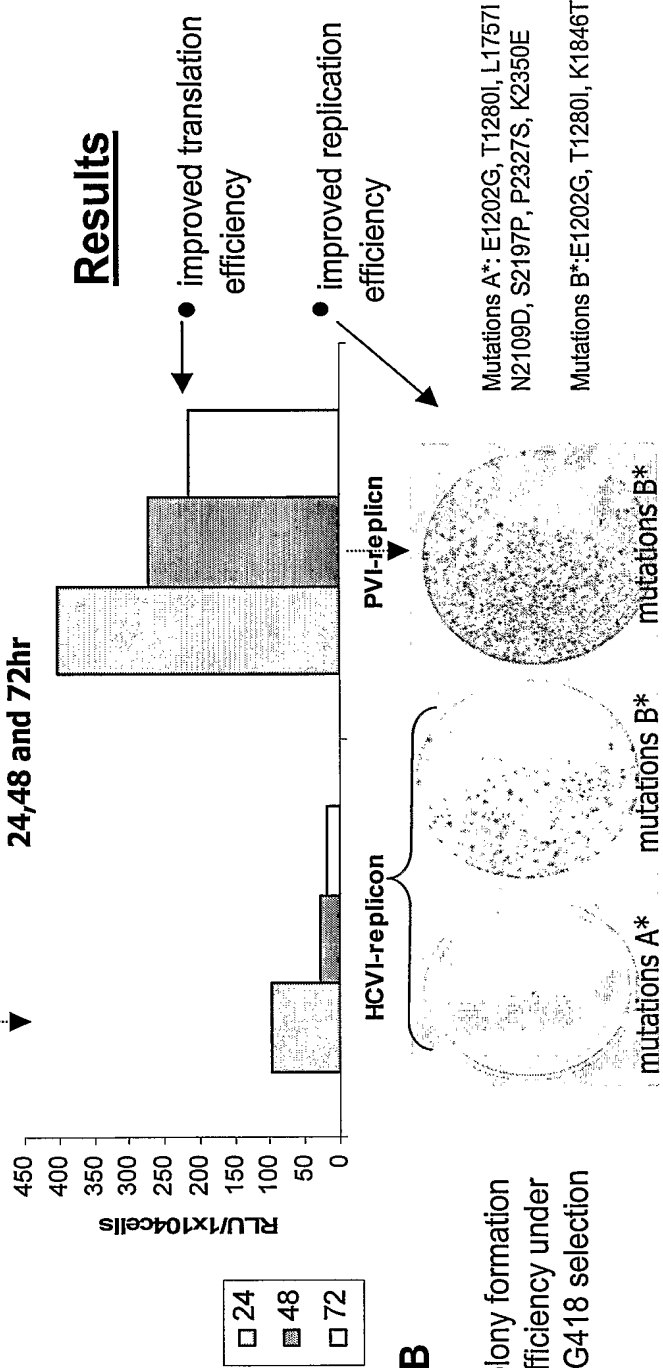 24,48 and 72hr
Results
RLU/1x104cells
450
400
350
300
250
200
150
100
50
0
24
48
72
HCVI-replicon
PVI-replicn
improved translation
efficiency
improved replication
efficiency
B
lony formation
fficiency under
G418 selection
mutations A*
mutations B*
mutations B*
Mutations A*: E1202G, T1280I, L1757I
N2109D, S2197P, P2327S, K2350E
Mutations B*:E1202G, T1280I, K1846T